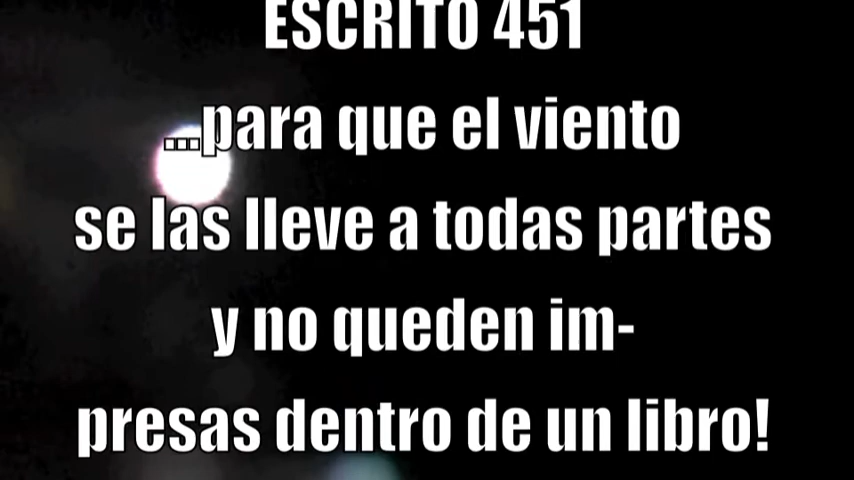 ESCRITO 451
...para que el viento
se las lleve a todas partes
y no queden im-
presas dentro de un libro!